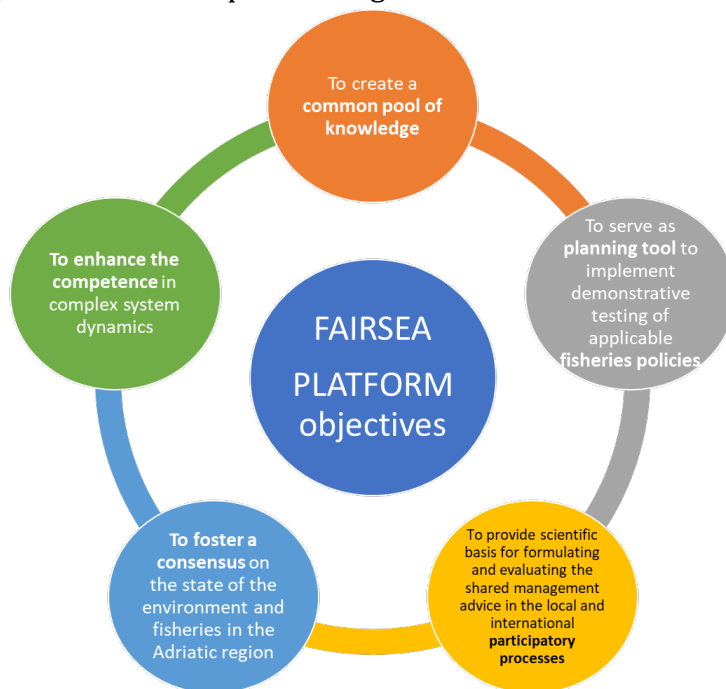 To create a
common pool of
knowledge
To serve as
planning tool to
implement
demonstrative
testing of
applicable
fisheries policies
To enhance the
competence in
complex system
dynamics
FAIRSEA
PLATFORM
objectives
To provide scientific
basis for formulating
and evaluating the
shared management
advice in the local and
international
participatory
processes
To foster a
consensus on
the state of the
environment and
fisheries in the
Adriatic region